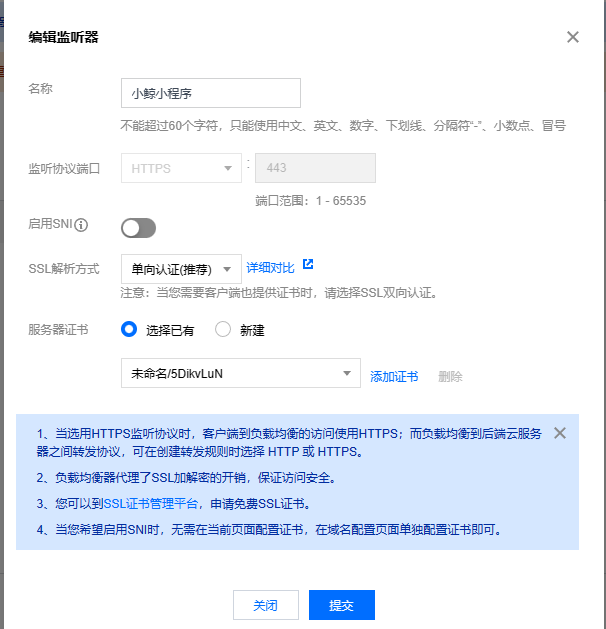 编辑监听器
名称
小鲸小程序
不能超过60个字符，只能使用中文、英文、数字、下划线、分隔符“-”、小数点、冒号
监听协议端口
HTTPS
:
443
端口范围：1 - 65535
启用SNI
SSL解析方式
单向认证(推荐)
详细对比
注意：当您需要客户端也提供证书时，请选择SSL双向认证。
服务器证书
选择已有
新建
未命名/5DikvLuN
添加证书
删除
1、当选用HTTPS监听协议时，客户端到负载均衡的访问使用HTTPS；而负载均衡到后端云服务
器之间转发协议，可在创建转发规则时选择 HTTP 或 HTTPS。
2、负载均衡器代理了SSL加解密的开销，保证访问安全。
3、您可以到SSL证书管理平台，申请免费SSL证书。
4、当您希望启用SNI时，无需在当前页面配置证书，在域名配置页面单独配置证书即可。
关闭
提交